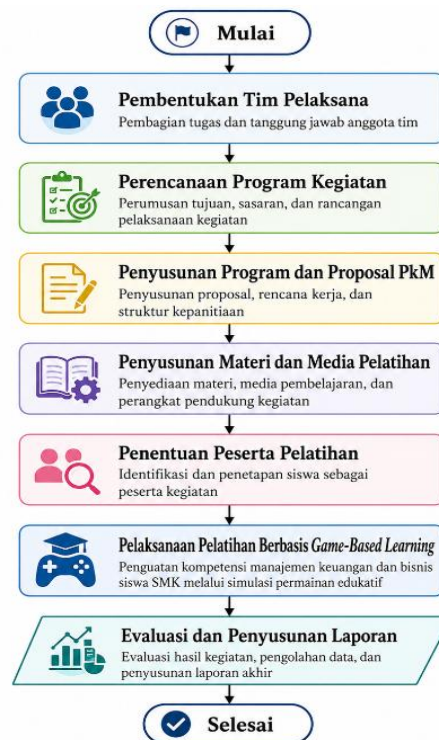 Mulai
Pembentukan Tim Pelaksana
Pembagian tugas dan tanggung jawab anggota tim
Perencanaan Program Kegiatan
Perumusan tujuan, sasaran, dan rancangan
pelaksanaan kegiatan
Penyusunan Program dan Proposal PkM
Penyusunan proposal, rencana kerja, dan
struktur kepanitiaan
Penyusunan Materi dan Media Pelatihan
Penyediaan materi, media pembelajaran, dan
perangkat pendukung kegiatan
Penentuan Peserta Pelatihan
Identifikasi dan penetapan siswa sebagai
peserta kegiatan
Pelaksanaan Pelatihan Berbasis Game-Based Learning
Penguatan kompetensi manajemen keuangan dan bisnis
siswa SMK melalui simulasi permainan edukatif
Evaluasi dan Penyusunan Laporan
Evaluasi hasil kegiatan, pengolahan data, dan
penyusunan laporan akhir
Selesai